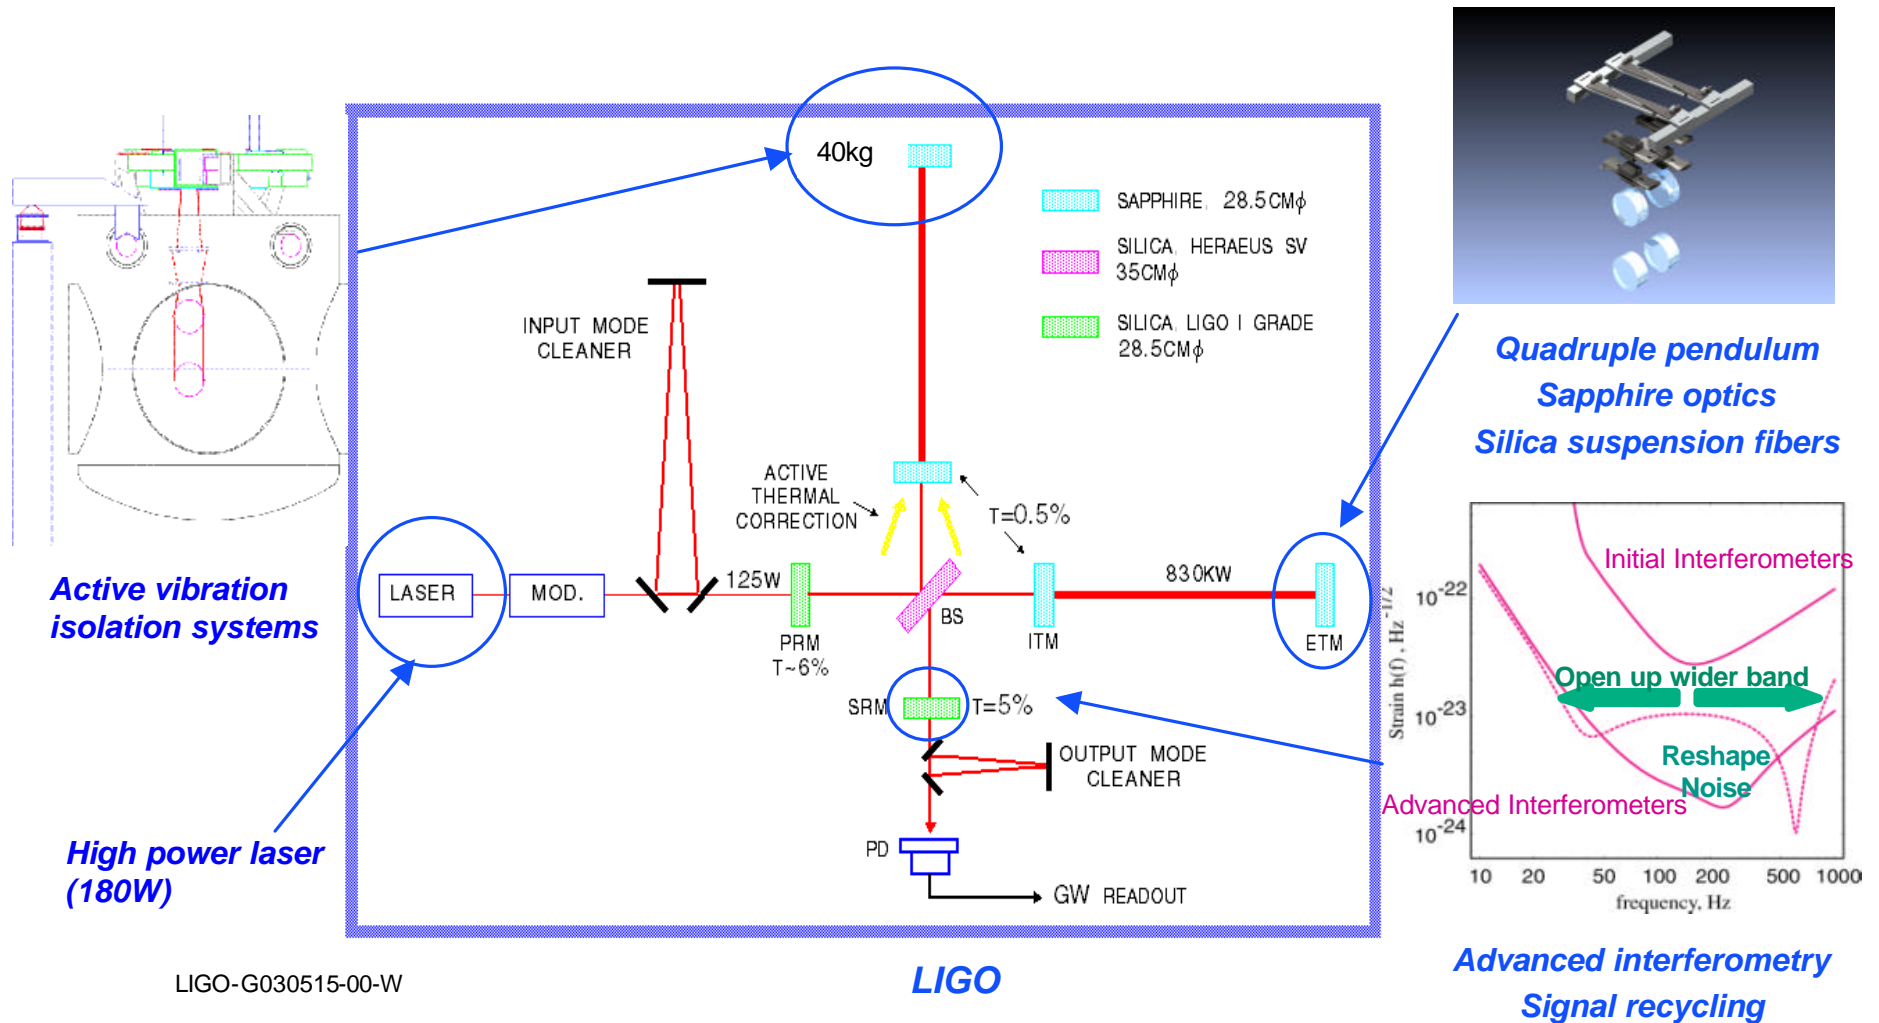 40kg
SAPPHIRE, 28.5CMϕ
SILICA, HERAEUS SV
35CMϕ
SILICA, LIGO I GRADE
28.5CMϕ
INPUT MODE
CLEANER
ACTIVE
THERMAL
CORRECTION
T=0.5%
LASER
MOD.
125W
PRM
T~6%
BS
ITM
830KW
ETM
SRM
T=5%
OUTPUT MODE
CLEANER
PD
GW READOUT
Active vibration
isolation systems
High power laser
(180W)
Quadruple pendulum
Sapphire optics
Silica suspension fibers
Initial Interferometers
Open up wider band
Reshape
Noise
Advanced Interferometers
Strain h(f), Hz^-1/2
10^-22
10^-23
10^-24
10 20 50 100 200 500 1000
frequency, Hz
Advanced interferometry
Signal recycling
LIGO-G030515-00-W
LIGO